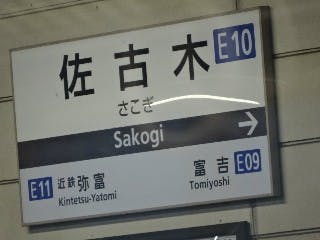 佐古木 E10
さこぎ
Sakogi →
E11 近鉄弥富 富吉 E09
Kintetsu-Yatomi Tomiyoshi